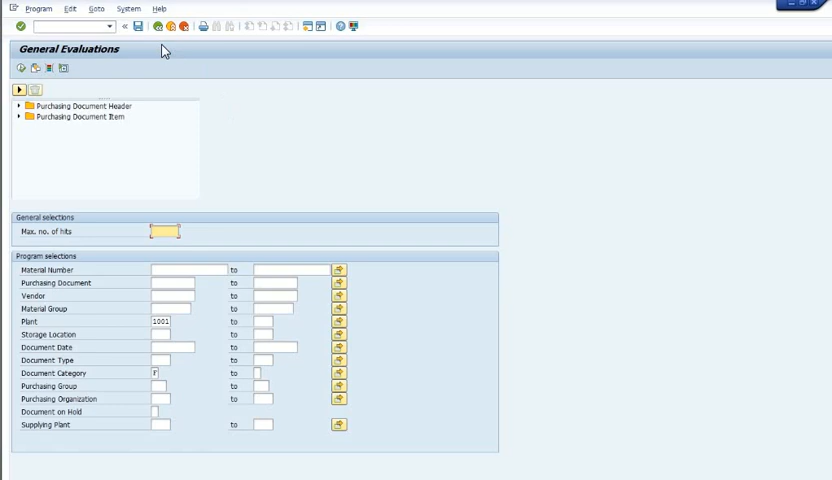 Program Edit Goto System Help
General Evaluations
Purchasing Document Header
Purchasing Document Item
General selections
Max. no. of hits
Program selections
Material Number to
Purchasing Document to
Vendor to
Material Group to
Plant 1001 to
Storage Location to
Document Date to
Document Type to
Document Category F to
Purchasing Group to
Purchasing Organization to
Document on Hold
Supplying Plant to